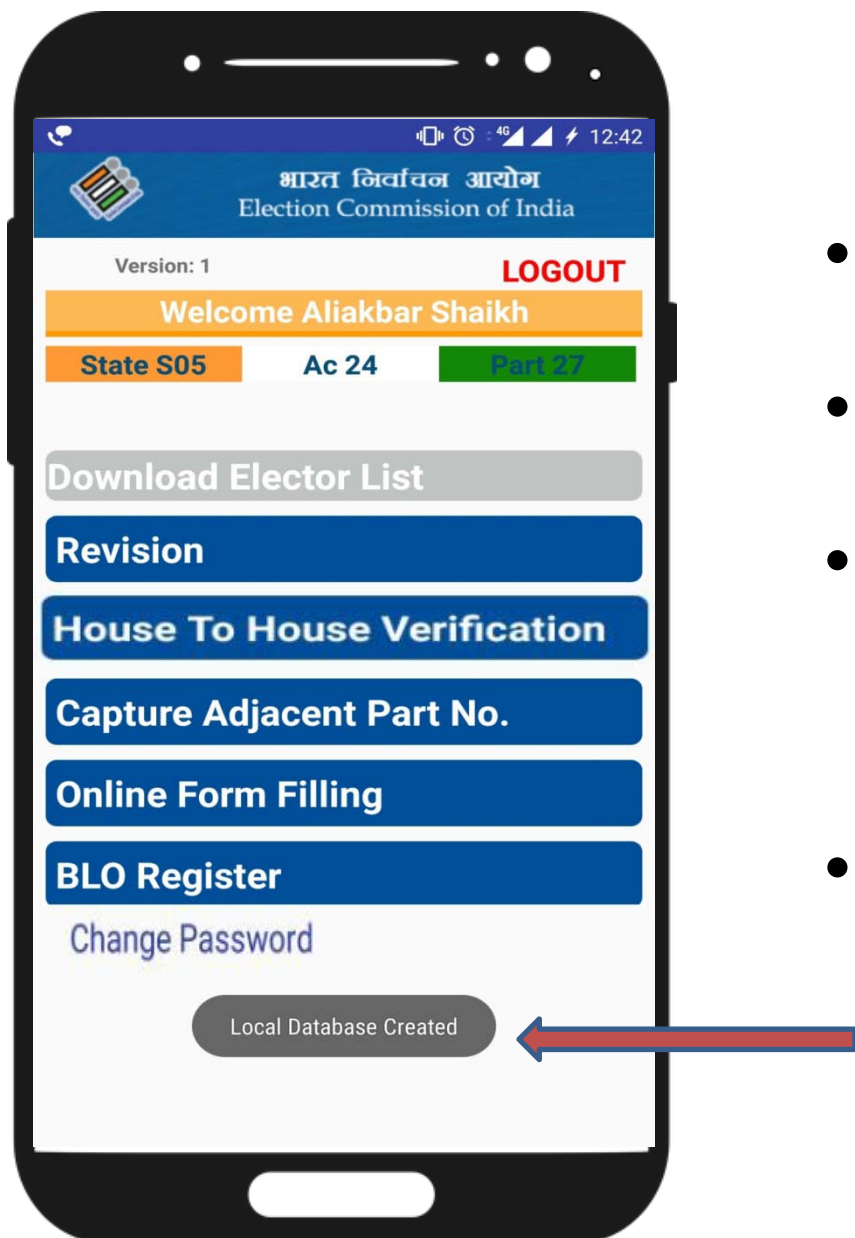 4G 12:42
भारत निर्वाचन आयोग
Election Commission of India
Version: 1 LOGOUT
Welcome Aliakbar Shaikh
State S05 Ac 24 Part 27
Download Elector List
Revision
House To House Verification
Capture Adjacent Part No.
Online Form Filling
BLO Register
Change Password
Local Database Created